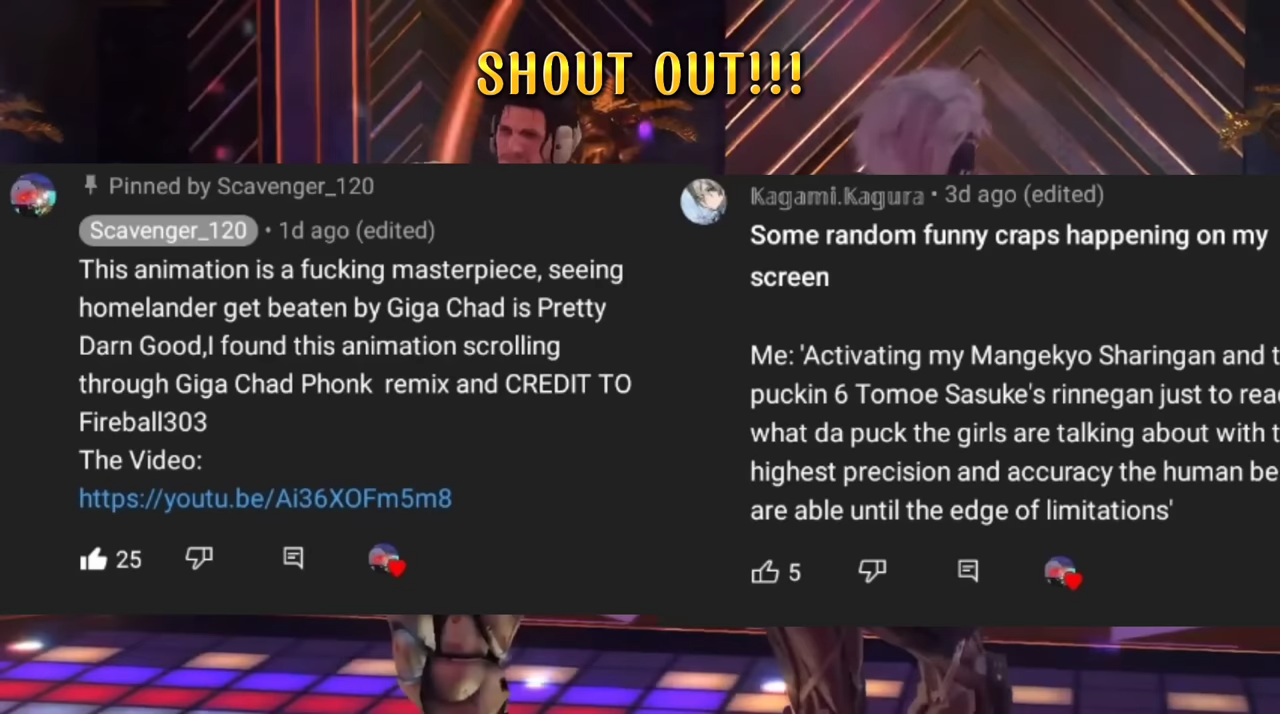 SHOUT OUT!!!
Pinned by Scavenger_120
Scavenger_120 • 1d ago (edited)
This animation is a fucking masterpiece, seeing
homelander get beaten by Giga Chad is Pretty
Darn Good,I found this animation scrolling
through Giga Chad Phonk remix and CREDIT TO
Fireball303
The Video:
https://youtu.be/Ai36XOFm5m8
25
Kagami.Kagura • 3d ago (edited)
Some random funny craps happening on my
screen
Me: 'Activating my Mangekyo Sharingan and
puckin 6 Tomoe Sasuke's rinnegan just to
what da puck the girls are talking about with
highest precision and accuracy the human
are able until the edge of limitations'
5